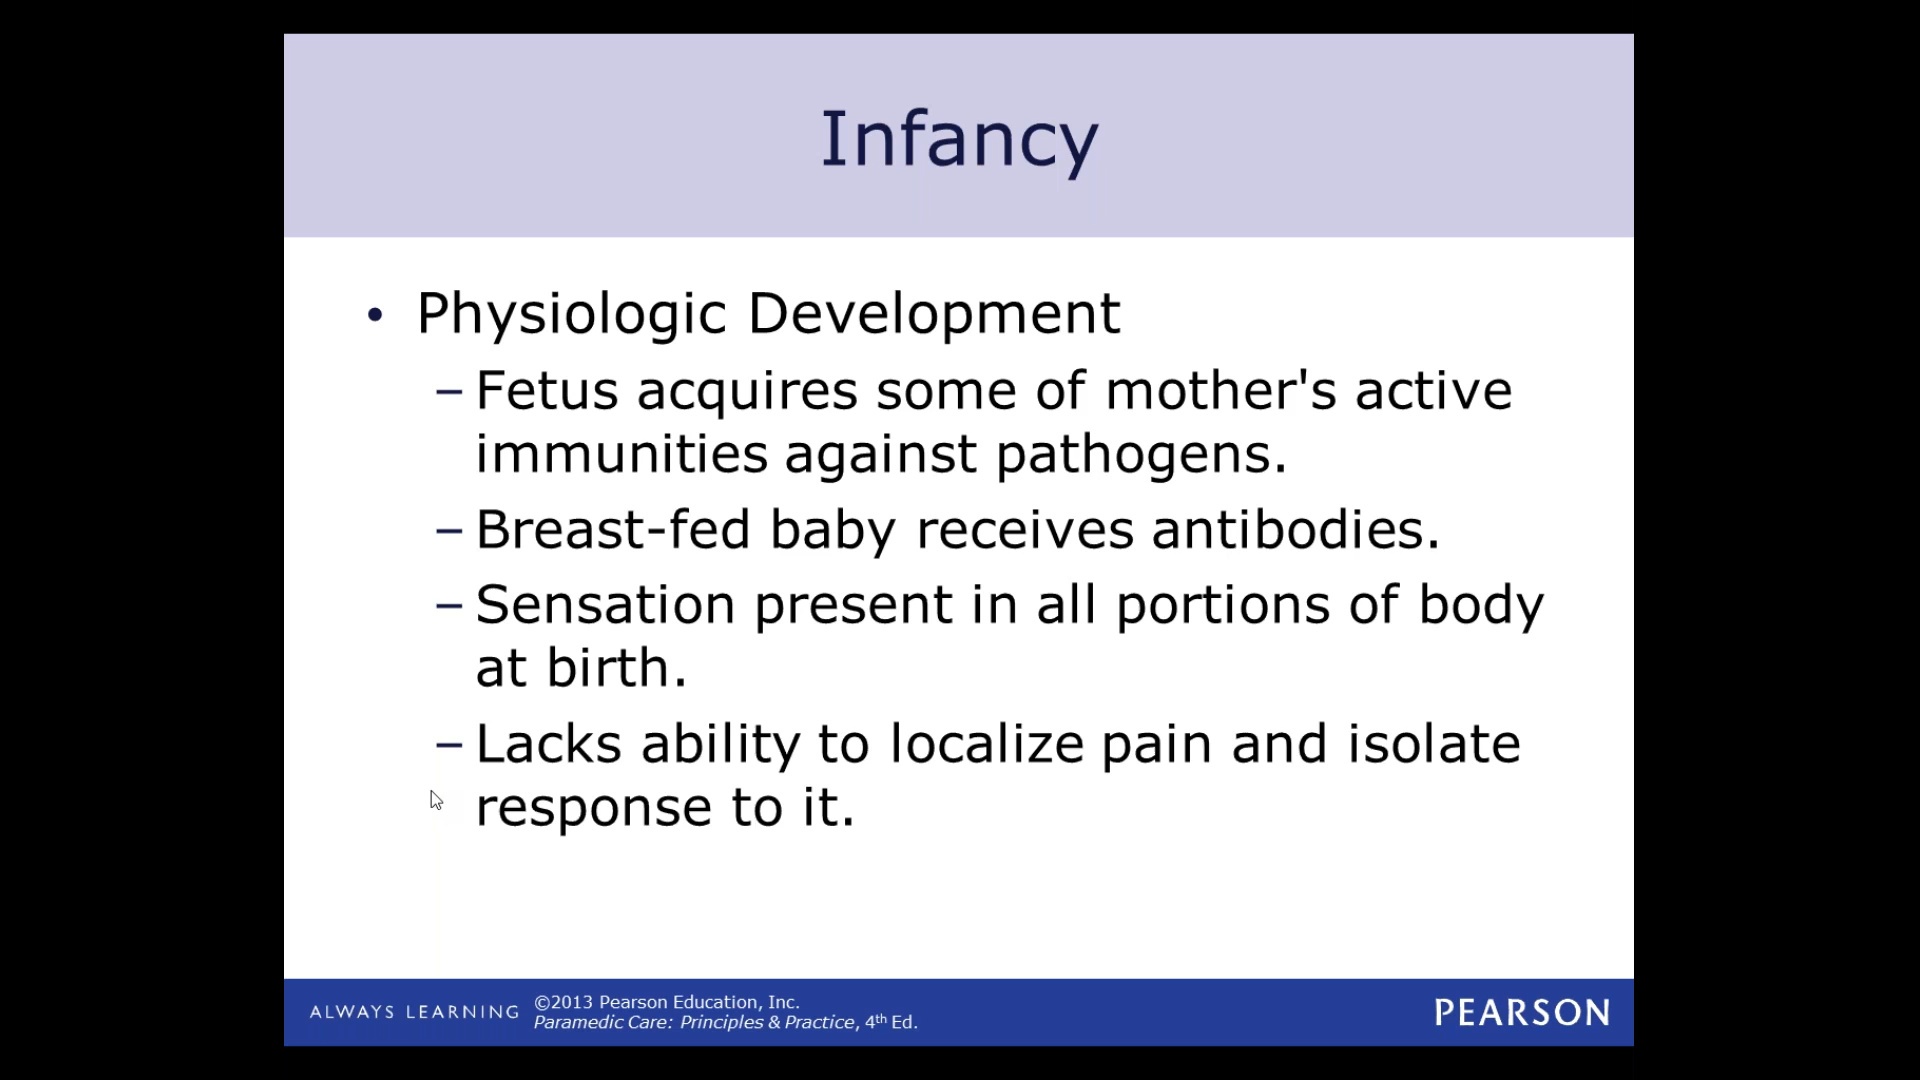 Infancy
• Physiologic Development
– Fetus acquires some of mother's active
immunities against pathogens.
– Breast-fed baby receives antibodies.
– Sensation present in all portions of body
at birth.
– Lacks ability to localize pain and isolate
response to it.
ALWAYS LEARNING
©2013 Pearson Education, Inc.
Paramedic Care: Principles & Practice, 4th Ed.
PEARSON